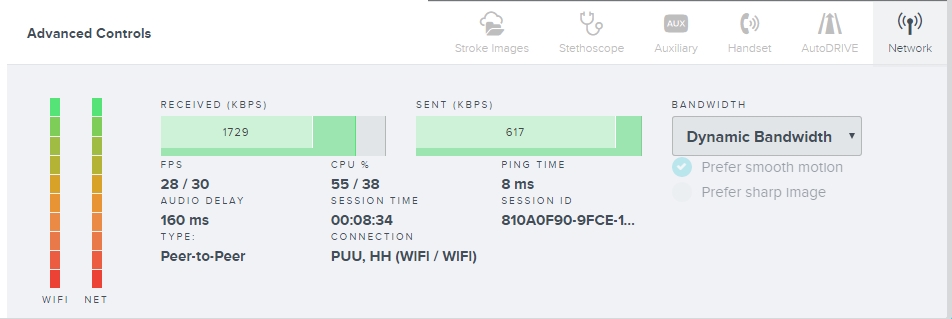 Advanced Controls
Stroke Images
Stethoscope
AUX
Auxiliary
Handset
AutoDRIVE
Network
RECEIVED (KBPS)
SENT (KBPS)
BANDWIDTH
1729
617
Dynamic Bandwidth
Prefer smooth motion
Prefer sharp image
FPS
CPU %
PING TIME
28 / 30
55 / 38
8 ms
AUDIO DELAY
SESSION TIME
SESSION ID
160 ms
00:08:34
810A0F90-9FCE-1...
TYPE:
CONNECTION
Peer-to-Peer
PUU, HH (WiFi / WiFi)
WIFI
NET